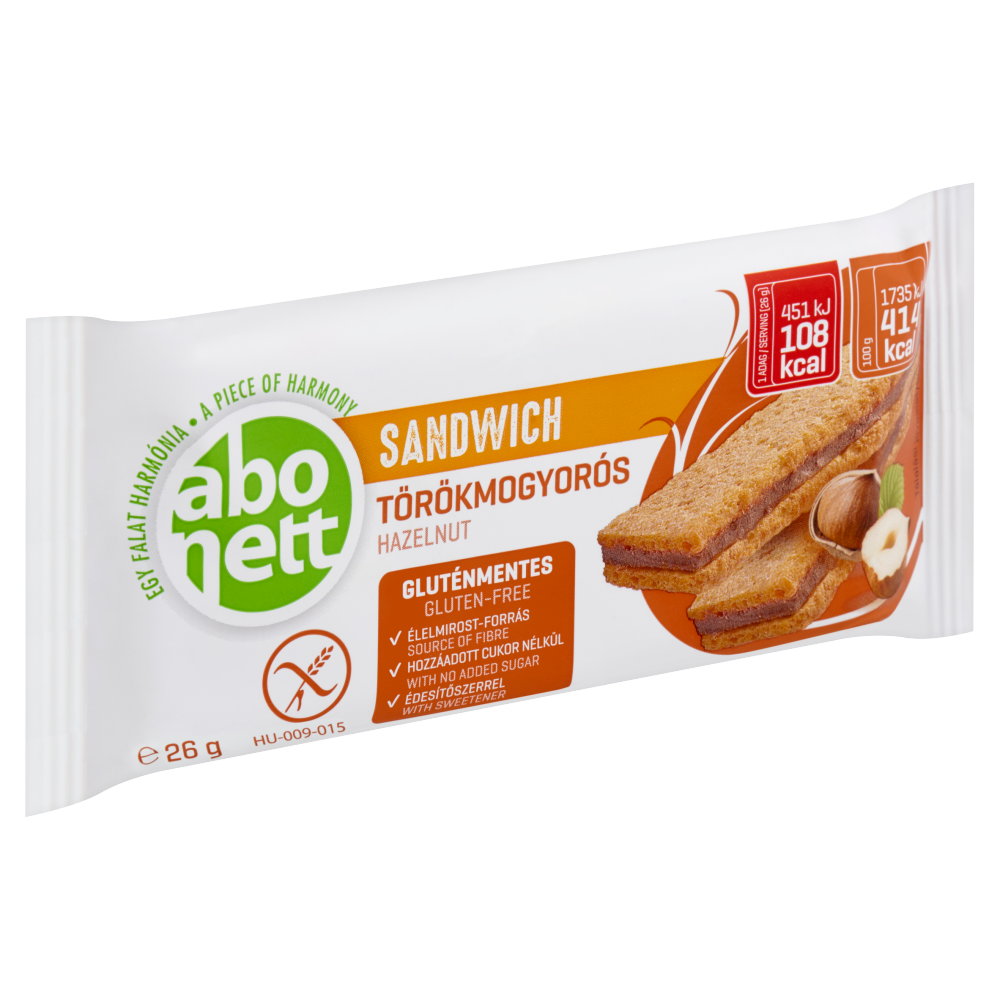 EGY FALAT HARMÓNIA • A PIECE OF HARMONY
abo
nett
SANDWICH
TÖRÖKMOGYORÓS
HAZELNUT
GLUTÉNMENTES
GLUTEN-FREE
✓ ÉLELMIROST-FORRÁS
SOURCE OF FIBRE
✓ HOZZÁADOTT CUKOR NÉLKÜL
WITH NO ADDED SUGAR
✓ ÉDESÍTŐSZERREL
WITH SWEETENER
1 ADAG / SERVING (26 g)
451 kJ
108
kcal
100 g
1735 kJ
414
kcal
HU-009-015
℮ 26 g